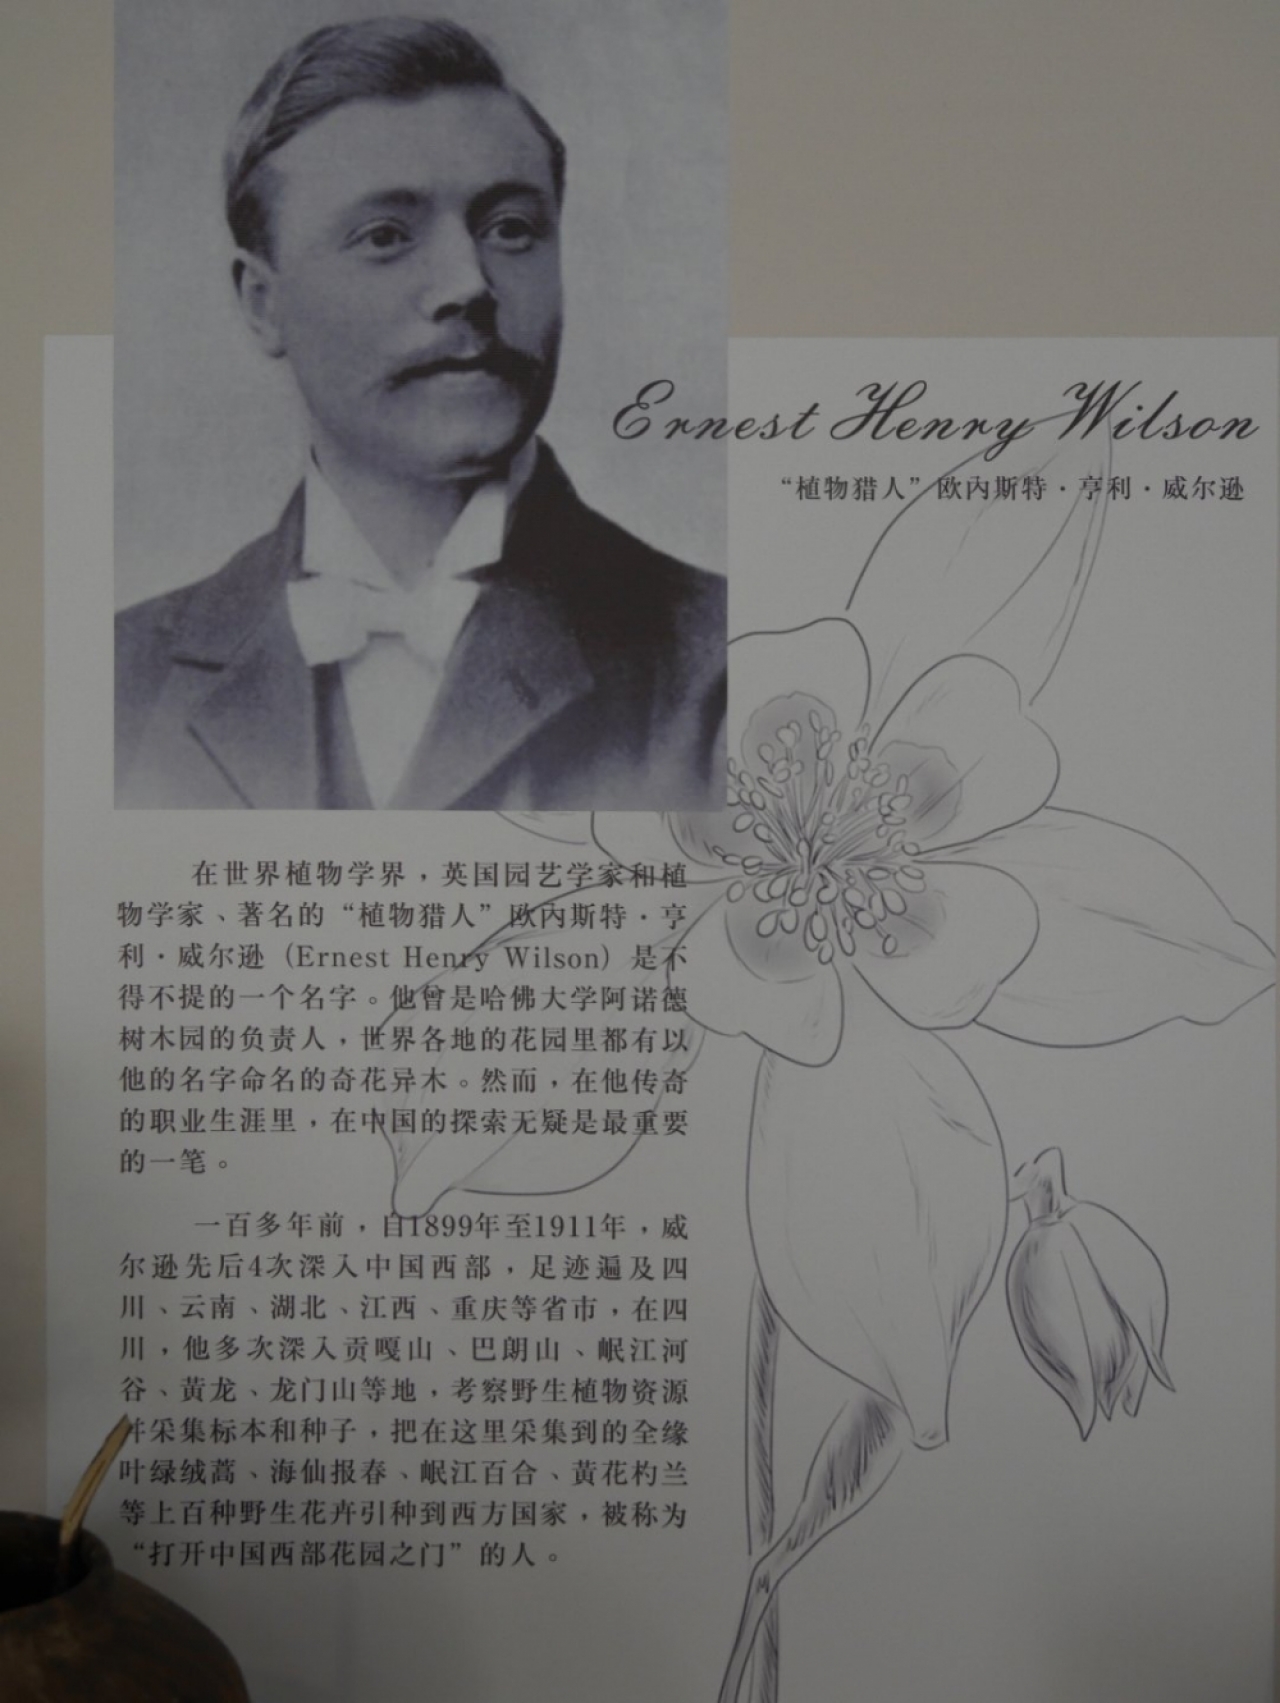 Ernest Henry Wilson
“植物猎人”欧内斯特·亨利·威尔逊
在世界植物学界，英国园艺学家和植
物学家、著名的“植物猎人”欧内斯特·亨
利·威尔逊（Ernest Henry Wilson）是不
得不提的一个名字。他曾是哈佛大学阿诺德
树木园的负责人，世界各地的花园里都有以
他的名字命名的奇花异木。然而，在他传奇
的职业生涯里，在中国的探索无疑是最重要
的一笔。
一百多年前，自1899年至1911年，威
尔逊先后4次深入中国西部，足迹遍及四
川、云南、湖北、江西、重庆等省市，在四
川，他多次深入贡嘎山、巴朗山、岷江河
谷、黄龙、龙门山等地，考察野生植物资源
并采集标本和种子，把在这里采集到的全缘
叶绿绒蒿、海仙报春、岷江百合、黄花杓兰
等上百种野生花卉引种到西方国家，被称为
“打开中国西部花园之门”的人。